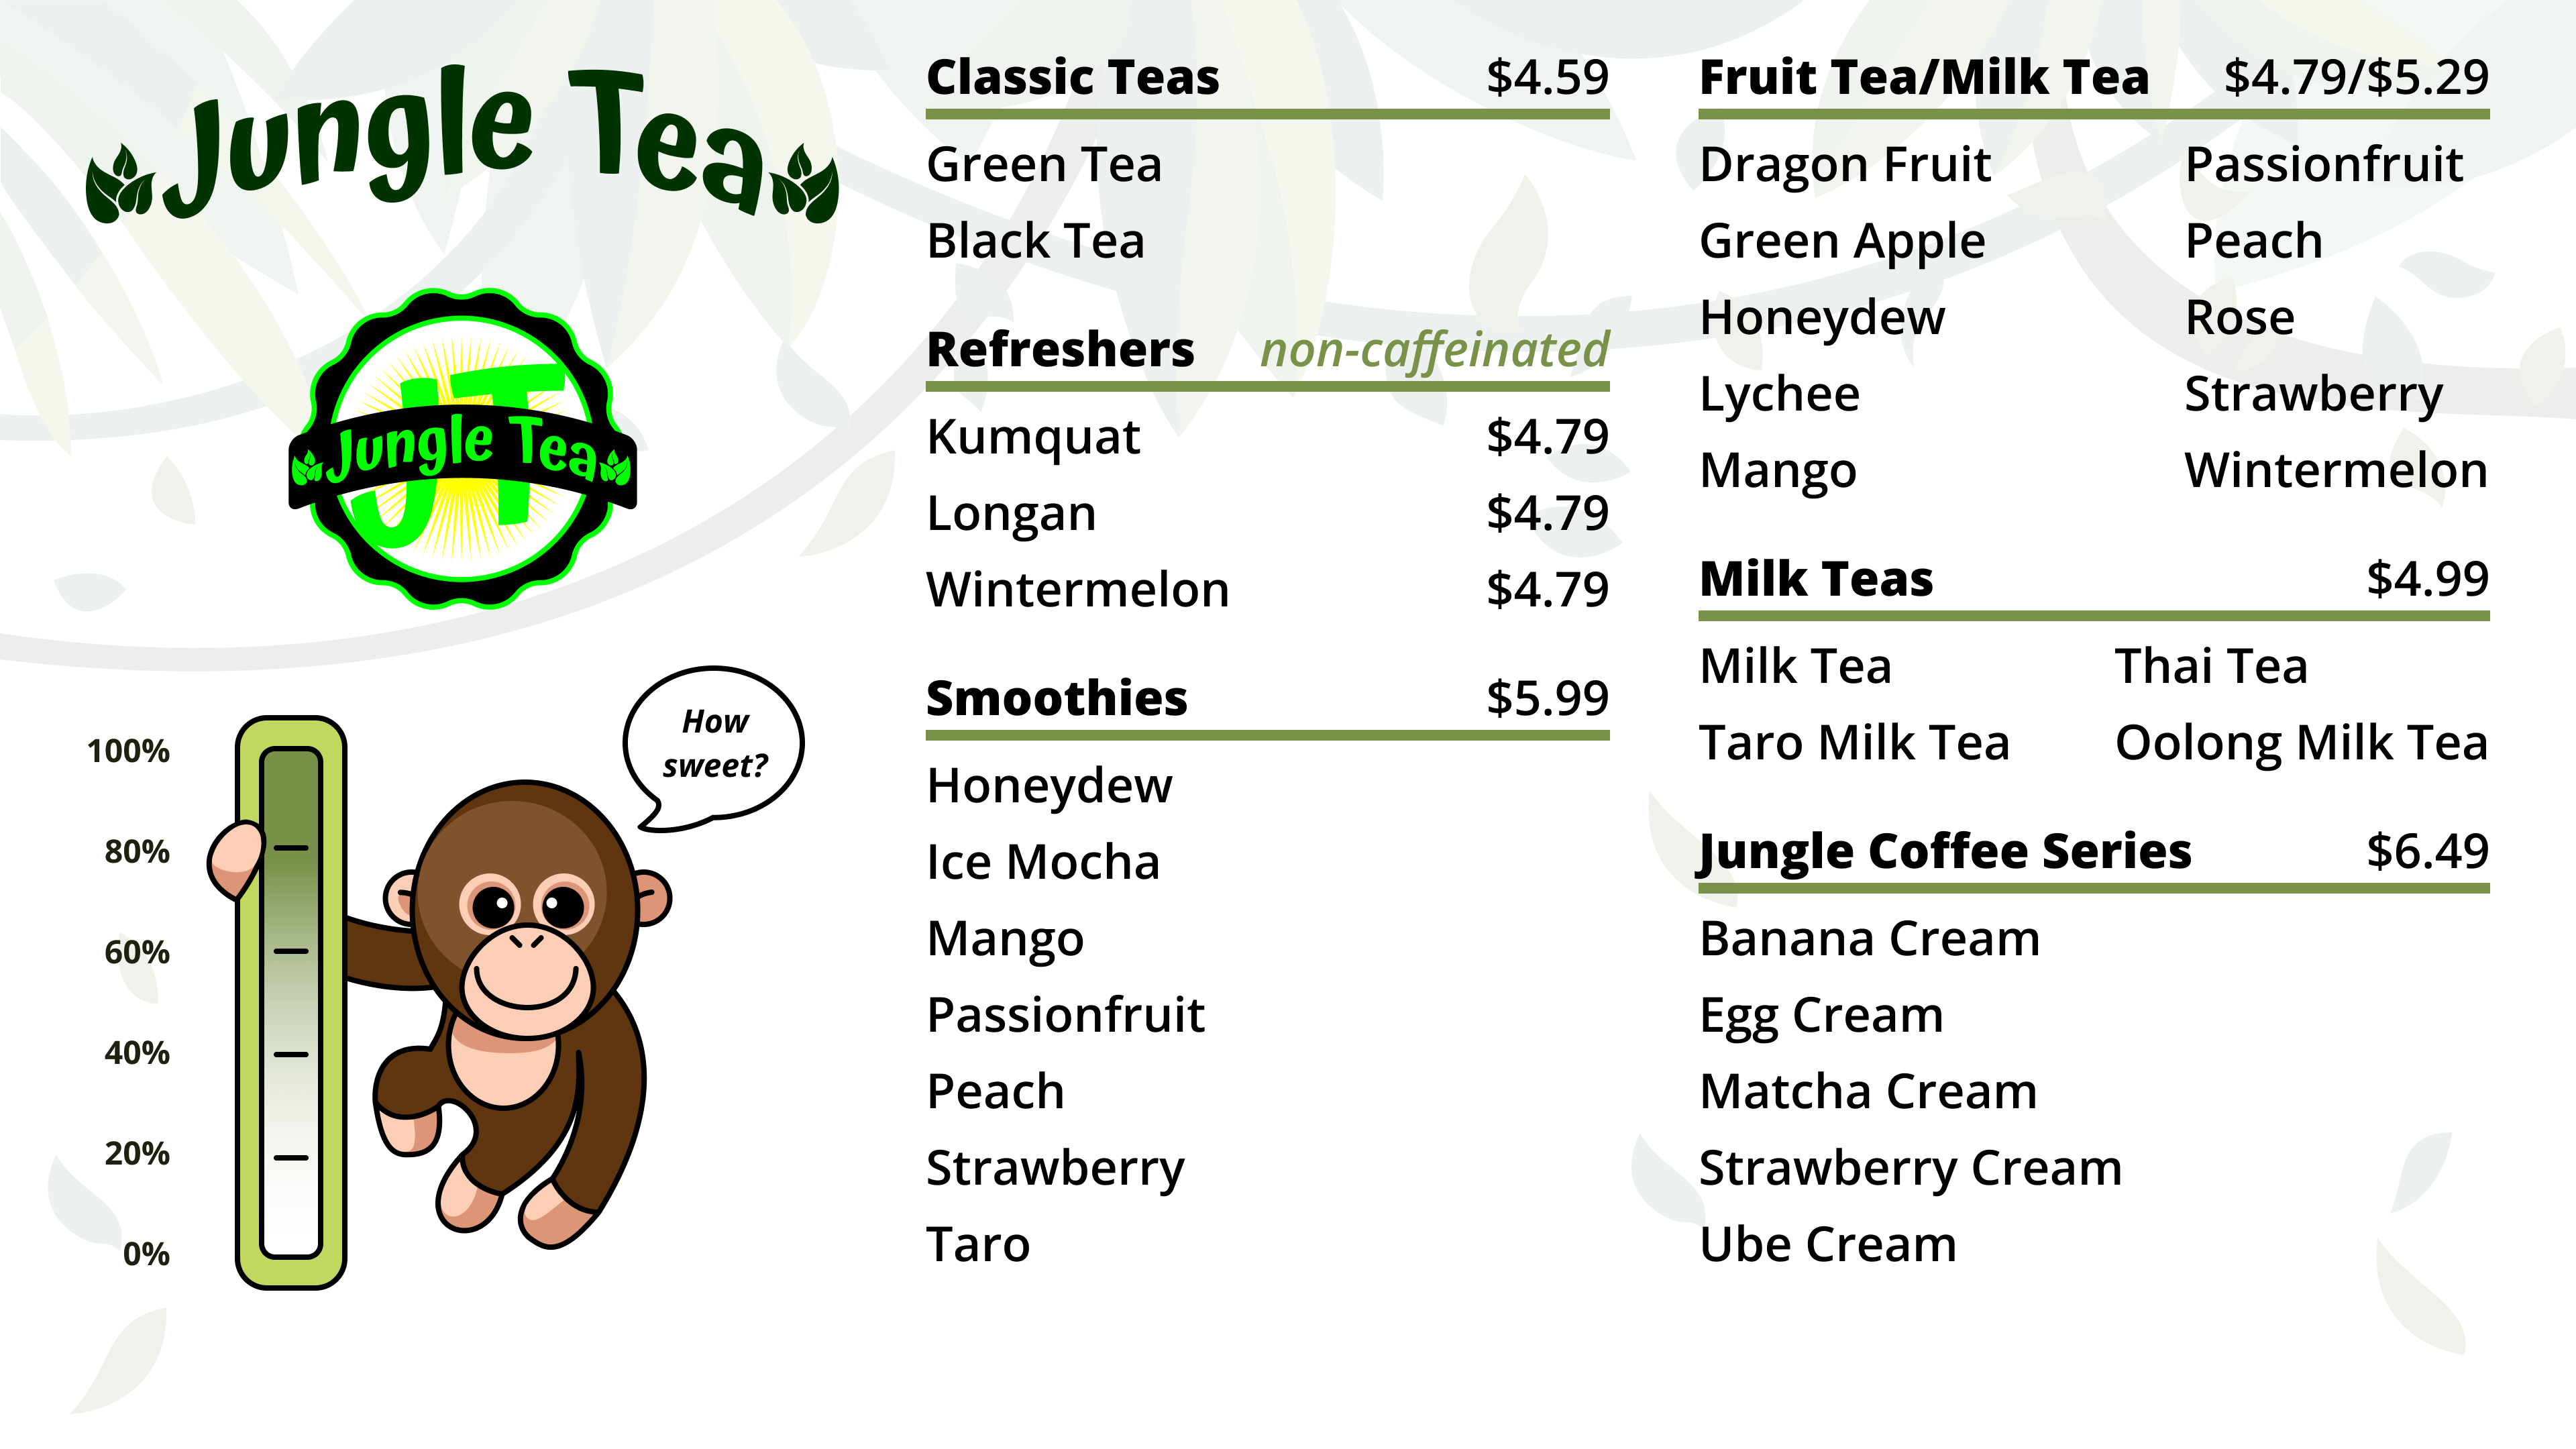 Jungle Tea
JT
Jungle Tea
How
sweet?
100%
80%
60%
40%
20%
0%
Classic Teas $4.59
Green Tea
Black Tea
Refreshers non-caffeinated
Kumquat $4.79
Longan $4.79
Wintermelon $4.79
Smoothies $5.99
Honeydew
Ice Mocha
Mango
Passionfruit
Peach
Strawberry
Taro
Fruit Tea/Milk Tea $4.79/$5.29
Dragon Fruit Passionfruit
Green Apple Peach
Honeydew Rose
Lychee Strawberry
Mango Wintermelon
Milk Teas $4.99
Milk Tea Thai Tea
Taro Milk Tea Oolong Milk Tea
Jungle Coffee Series $6.49
Banana Cream
Egg Cream
Matcha Cream
Strawberry Cream
Ube Cream